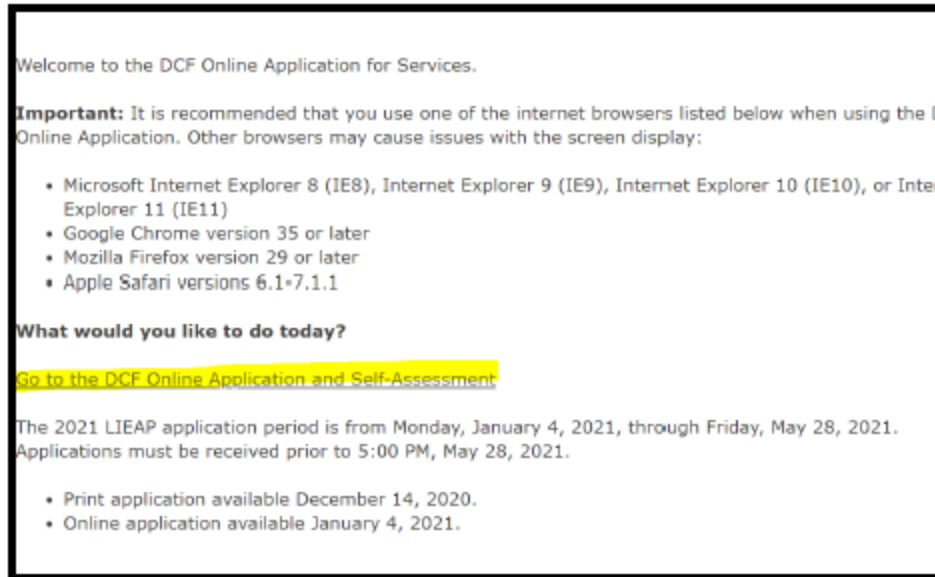 Welcome to the DCF Online Application for Services.
Important: It is recommended that you use one of the internet browsers listed below when using the
Online Application. Other browsers may cause issues with the screen display:
• Microsoft Internet Explorer 8 (IE8), Internet Explorer 9 (IE9), Internet Explorer 10 (IE10), or
Explorer 11 (IE11)
• Google Chrome version 35 or later
• Mozilla Firefox version 29 or later
• Apple Safari versions 6.1-7.1.1
What would you like to do today?
Go to the DCF Online Application and Self-Assessment
The 2021 LIEAP application period is from Monday, January 4, 2021, through Friday, May 28, 2021.
Applications must be received prior to 5:00 PM, May 28, 2021.
• Print application available December 14, 2020.
• Online application available January 4, 2021.